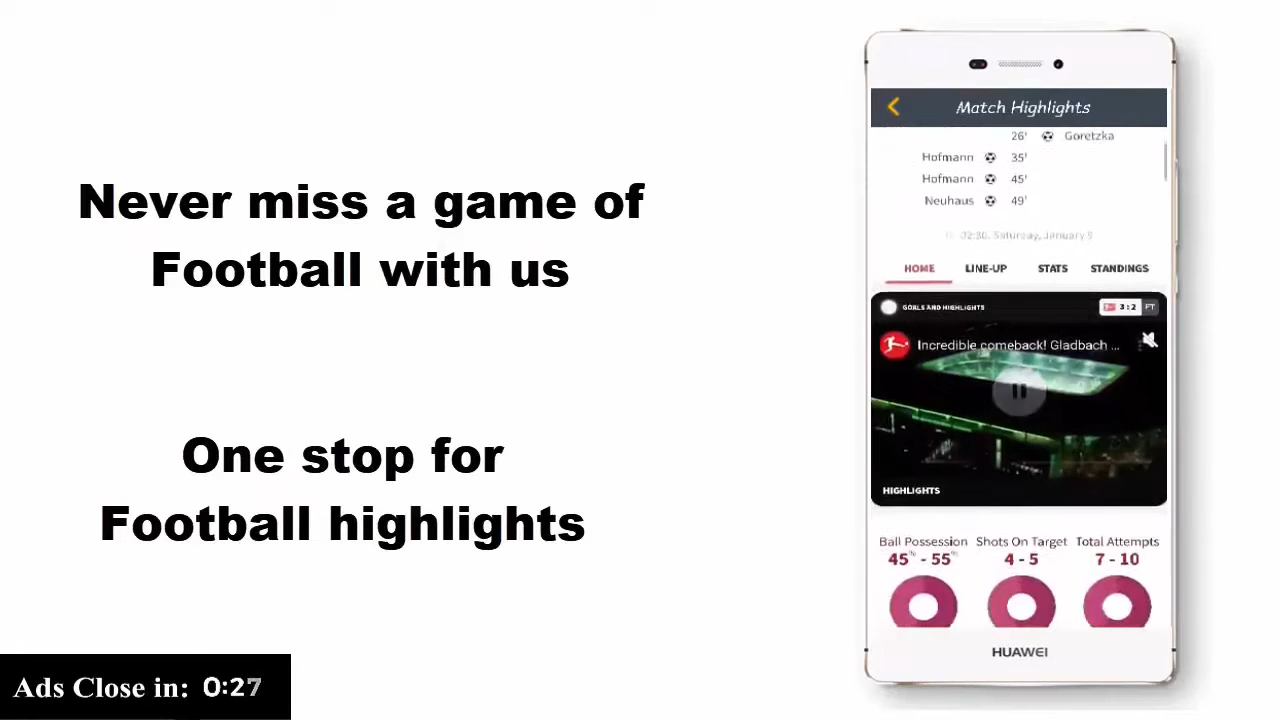 Never miss a game of
Football with us
One stop for
Football highlights
Ads Close in: 0:27
Match Highlights
26' Goretzka
Hofmann 35'
Hofmann 45'
Neuhaus 49'
Saturday, January
HOME LINE-UP STATS STANDINGS
GOALS AND HIGHLIGHTS 3:2 FT
Incredible comeback! Gladbach ...
HIGHLIGHTS
Ball Possession Shots On Target Total Attempts
45% - 55% 4 - 5 7 - 10
HUAWEI